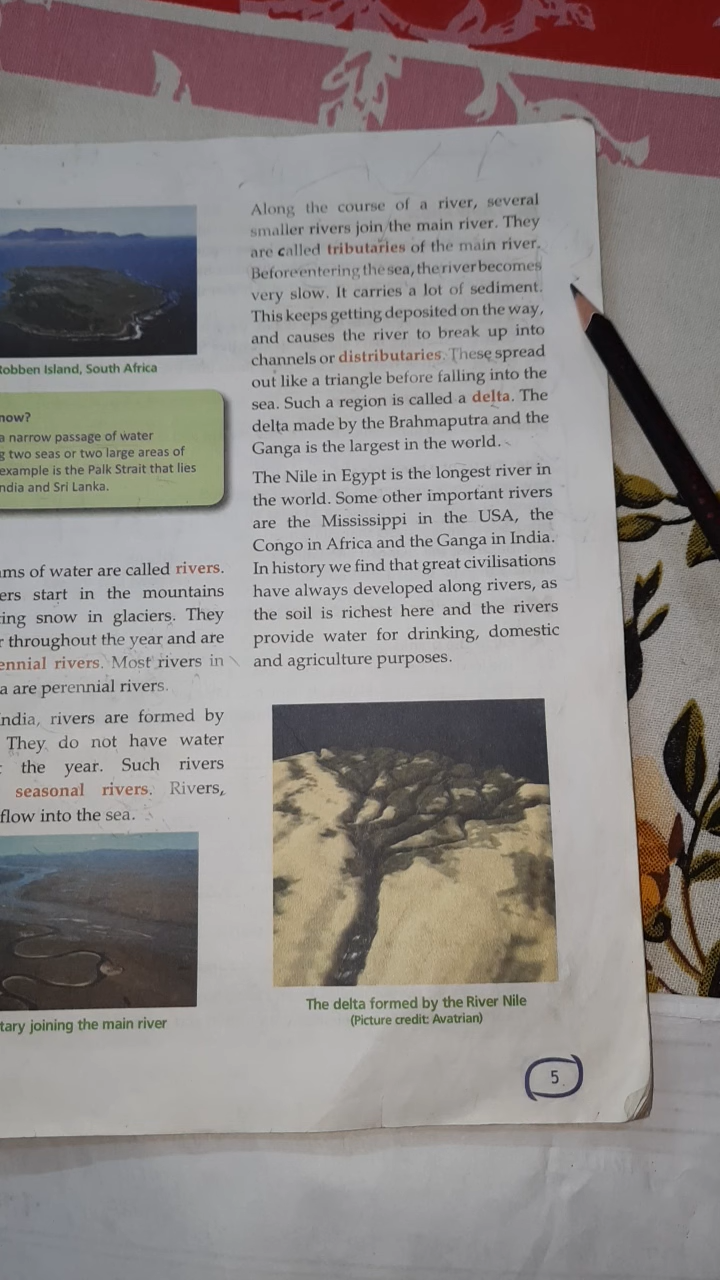 Robben Island, South Africa
now?
a narrow passage of water
g two seas or two large areas of
example is the Palk Strait that lies
ndia and Sri Lanka.
ams of water are called rivers.
ers start in the mountains
ing snow in glaciers. They
r throughout the year and are
ennial rivers. Most rivers in
a are perennial rivers.
ndia, rivers are formed by
They do not have water
t the year. Such rivers
seasonal rivers. Rivers,
flow into the sea.
tary joining the main river
Along the course of a river, several
smaller rivers join the main river. They
are called tributaries of the main river.
Before entering the sea, the river becomes
very slow. It carries a lot of sediment.
This keeps getting deposited on the way,
and causes the river to break up into
channels or distributaries. These spread
out like a triangle before falling into the
sea. Such a region is called a delta. The
delta made by the Brahmaputra and the
Ganga is the largest in the world.
The Nile in Egypt is the longest river in
the world. Some other important rivers
are the Mississippi in the USA, the
Congo in Africa and the Ganga in India.
In history we find that great civilisations
have always developed along rivers, as
the soil is richest here and the rivers
provide water for drinking, domestic
and agriculture purposes.
The delta formed by the River Nile
(Picture credit: Avatrian)
5